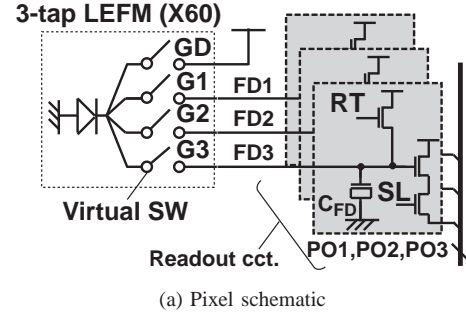 3-tap LEFM (X60)
GD
G1 FD1
G2 FD2
RT
G3 FD3
Virtual SW
CFD SL
Readout cct.
PO1,PO2,PO3
(a) Pixel schematic